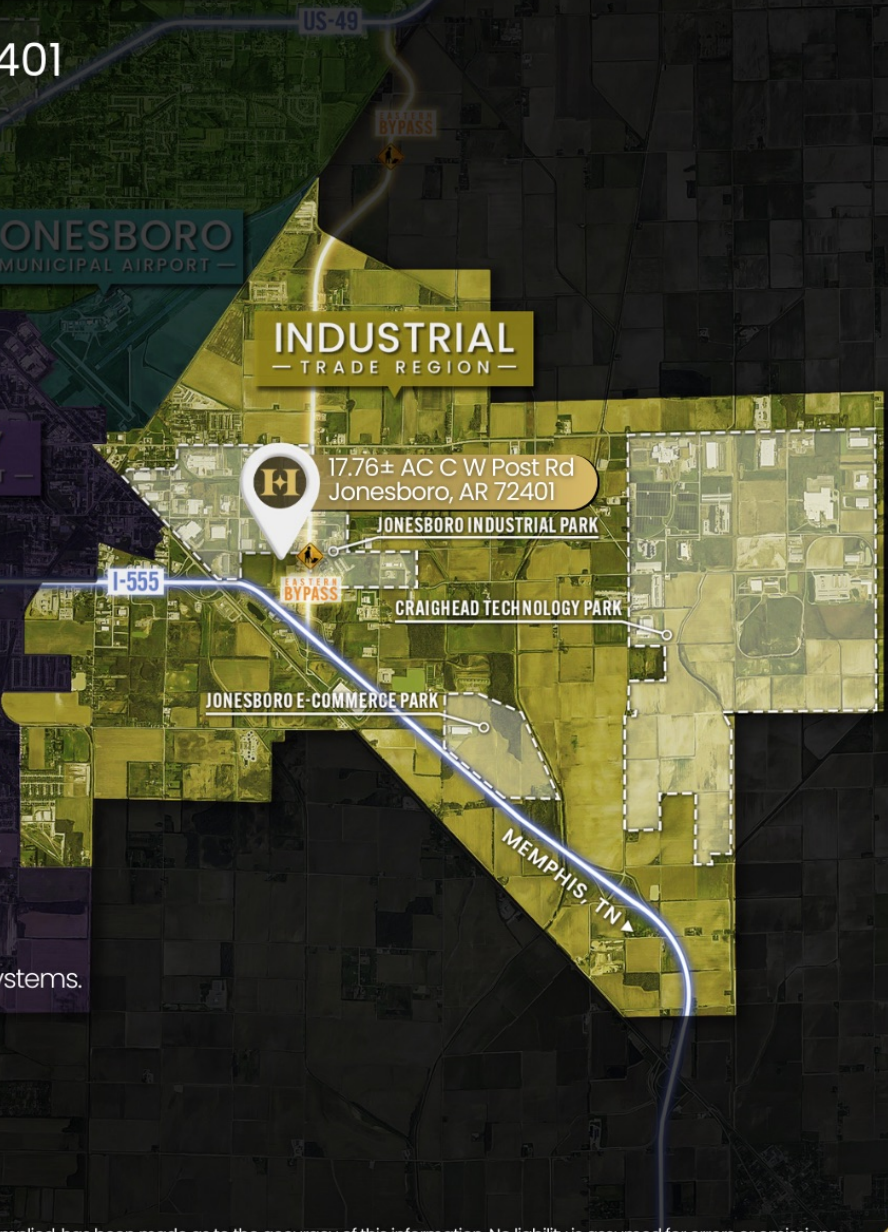 US-49
401
EASTERN
BYPASS
ONESBORO
MUNICIPAL AIRPORT —
INDUSTRIAL
— TRADE REGION —
H
17.76± AC C W Post Rd
Jonesboro, AR 72401
JONESBORO INDUSTRIAL PARK
I-555
EASTERN
BYPASS
CRAIGHEAD TECHNOLOGY PARK
JONESBORO E-COMMERCE PARK
MEMPHIS, TN
ystems.